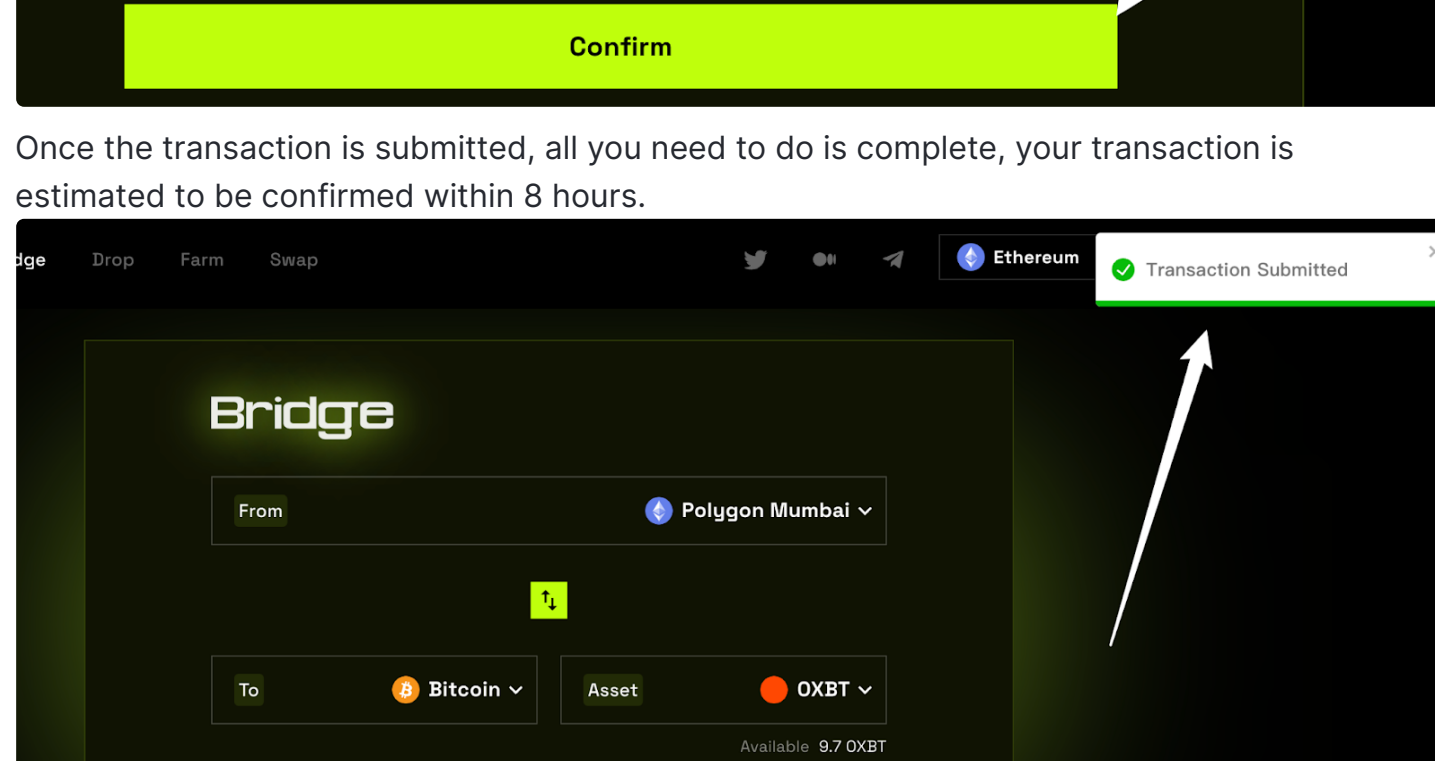 Confirm
Once the transaction is submitted, all you need to do is complete, your transaction is
estimated to be confirmed within 8 hours.
dge Drop Farm Swap Ethereum Transaction Submitted
Bridge
From Polygon Mumbai
To Bitcoin Asset OXBT
Available 9.7 OXBT